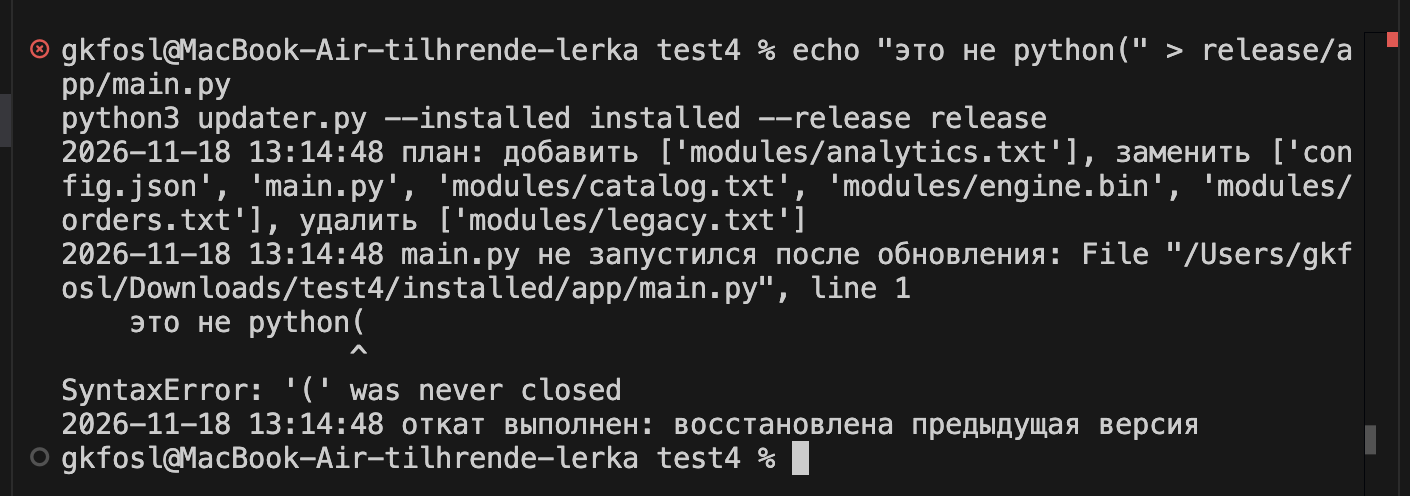 gkfosl@MacBook-Air-tilhrende-lerka test4 % echo "это не python(" > release/a
pp/main.py
python3 updater.py --installed installed --release release
2026-11-18 13:14:48 план: добавить ['modules/analytics.txt'], заменить ['con
fig.json', 'main.py', 'modules/catalog.txt', 'modules/engine.bin', 'modules/
orders.txt'], удалить ['modules/legacy.txt']
2026-11-18 13:14:48 main.py не запустился после обновления: File "/Users/gkf
osl/Downloads/test4/installed/app/main.py", line 1
    это не python(
                 ^
SyntaxError: '(' was never closed
2026-11-18 13:14:48 откат выполнен: восстановлена предыдущая версия
gkfosl@MacBook-Air-tilhrende-lerka test4 %